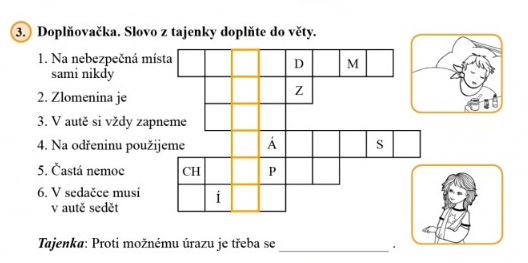 3. Doplňovačka. Slovo z tajenky doplňte do věty.
1. Na nebezpečná místa
sami nikdy
D M
2. Zlomenina je
Z
3. V autě si vždy zapneme
4. Na odřeninu použijeme
Á S
5. Častá nemoc
CH P
6. V sedačce musí
v autě sedět
Í
Tajenka: Proti možnému úrazu je třeba se ____________________ .